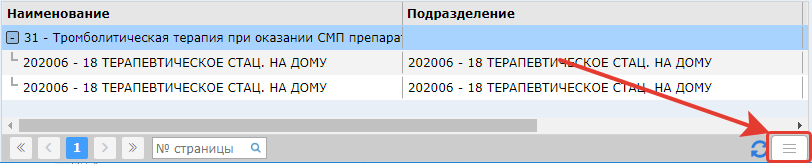 Наименование Подразделение
31 - Тромболитическая терапия при оказании СМП препарат
202006 - 18 ТЕРАПЕВТИЧЕСКОЕ СТАЦ. НА ДОМУ 202006 - 18 ТЕРАПЕВТИЧЕСКОЕ СТАЦ. НА ДОМУ
202006 - 18 ТЕРАПЕВТИЧЕСКОЕ СТАЦ. НА ДОМУ 202006 - 18 ТЕРАПЕВТИЧЕСКОЕ СТАЦ. НА ДОМУ
« ‹ 1 › » № страницы